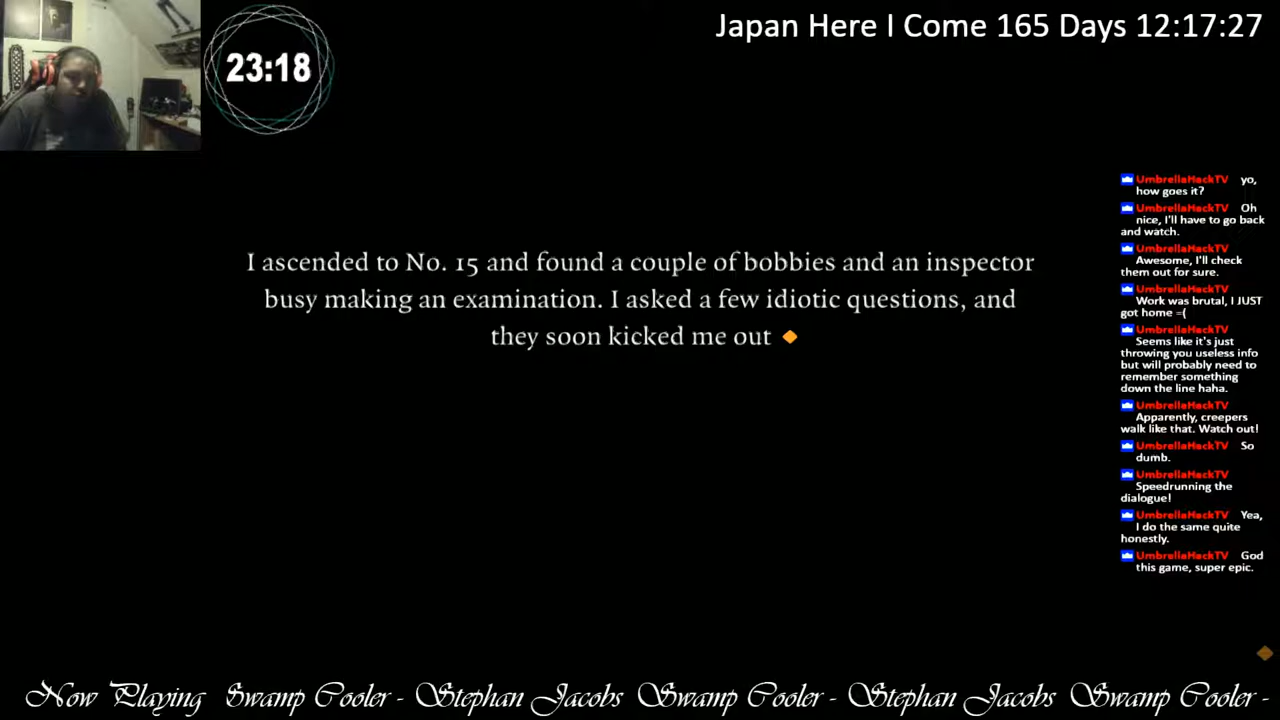 Japan Here I Come 165 Days 12:17:27
23:18
UmbrellaHackTV yo,
how goes it?
UmbrellaHackTV Oh
nice, I'll have to go back
and watch.
UmbrellaHackTV
Awesome, I'll check
them out for sure.
UmbrellaHackTV
Work was brutal, I JUST
got home =(
UmbrellaHackTV
Seems like it's just
throwing you useless info
but will probably need to
remember something
down the line haha.
UmbrellaHackTV
Apparently, creepers
walk like that. Watch out!
UmbrellaHackTV So
dumb.
UmbrellaHackTV
Speedrunning the
dialogue!
UmbrellaHackTV Yea,
I do the same quite
honestly.
UmbrellaHackTV God
this game, super epic.
I ascended to No. 15 and found a couple of bobbies and an inspector
busy making an examination. I asked a few idiotic questions, and
they soon kicked me out
Now Playing Swamp Cooler - Stephan Jacobs Swamp Cooler - Stephan Jacobs Swamp Cooler -